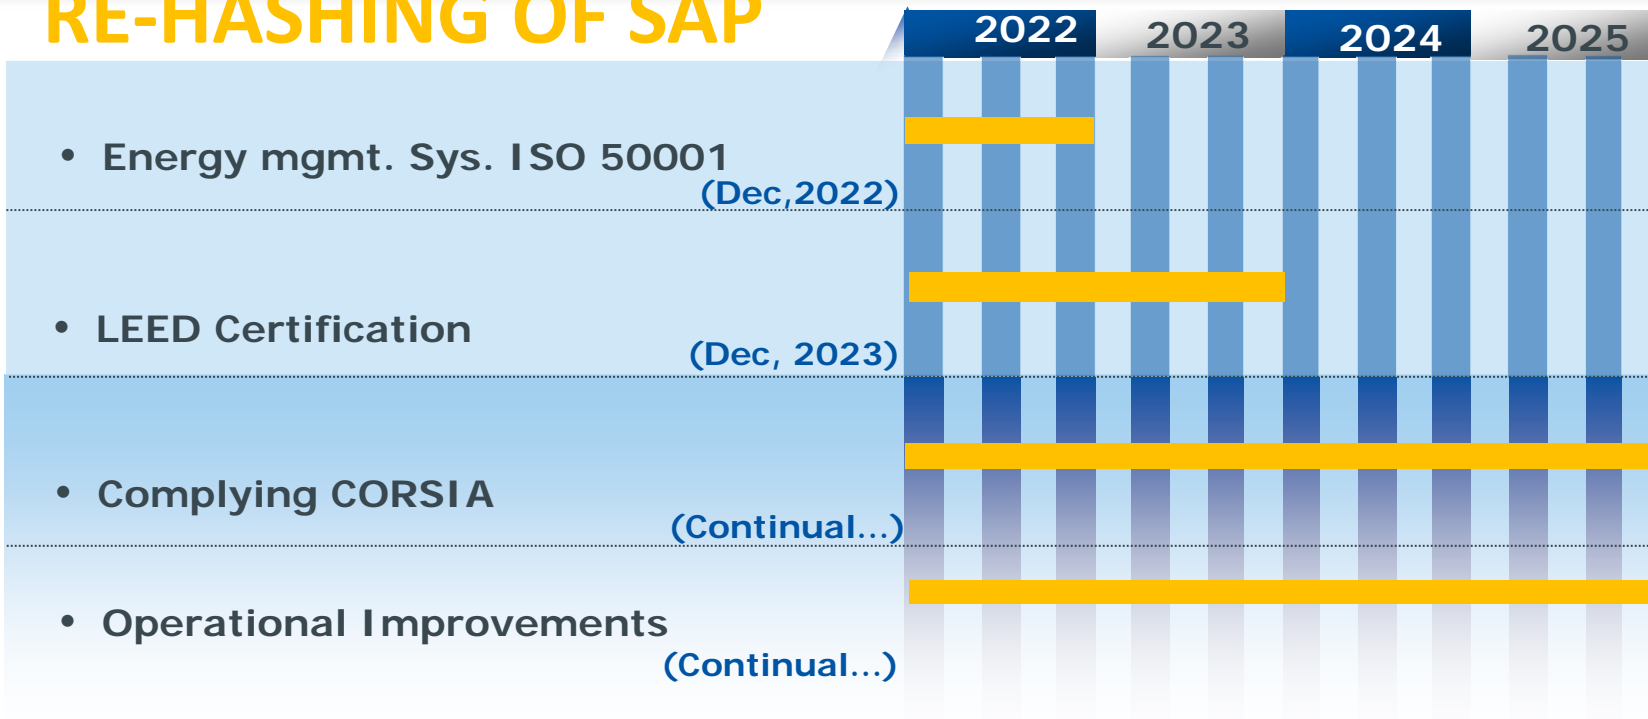 RE-HASHING OF SAP
2022 2023 2024 2025
• Energy mgmt. Sys. ISO 50001
(Dec,2022)
• LEED Certification
(Dec, 2023)
• Complying CORSIA
(Continual...)
• Operational Improvements
(Continual...)